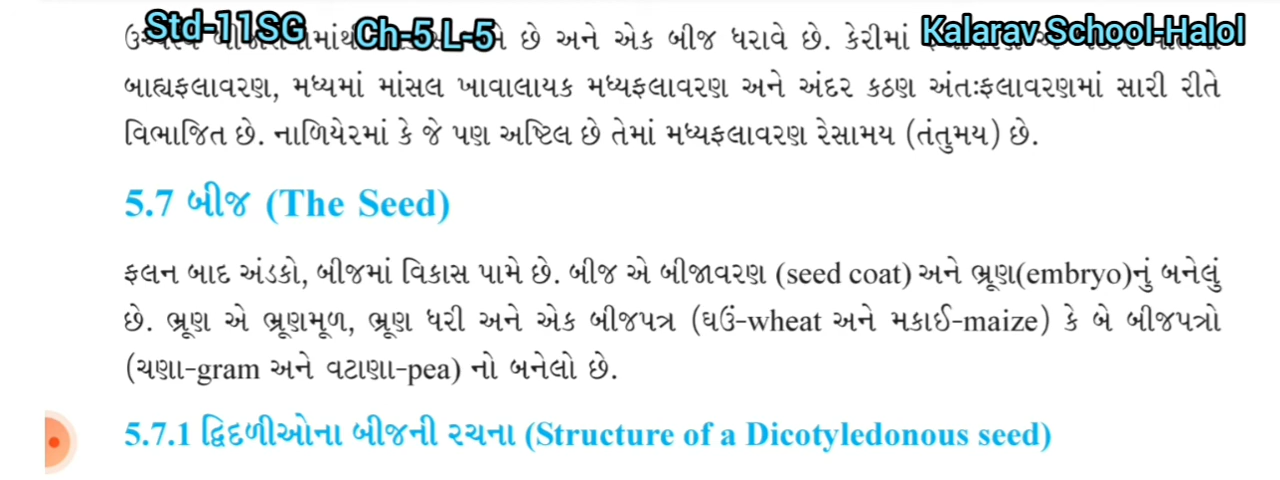 Std-11SG Ch-5 L-5 Kalarav School-Halol
છે અને એક બીજ ધરાવે છે. કેરીમાં
બાહ્યફલાવરણ, મધ્યમાં માંસલ ખાવાલાયક મધ્યફલાવરણ અને અંદર કઠણ અંતઃફલાવરણમાં સારી રીતે
વિભાજિત છે. નાળિયેરમાં કે જે પણ અષ્ટિલ છે તેમાં મધ્યફલાવરણ રેસામય (તંતુમય) છે.
5.7 બીજ (The Seed)
ફલન બાદ અંડકો, બીજમાં વિકાસ પામે છે. બીજ એ બીજાવરણ (seed coat) અને ભ્રૂણ(embryo)નું બનેલું
છે. ભ્રૂણ એ ભ્રૂણમૂળ, ભ્રૂણ ધરી અને એક બીજપત્ર (ઘઉં-wheat અને મકાઈ-maize) કે બે બીજપત્રો
(ચણા-gram અને વટાણા-pea) નો બનેલો છે.
5.7.1 દ્વિદળીઓના બીજની રચના (Structure of a Dicotyledonous seed)